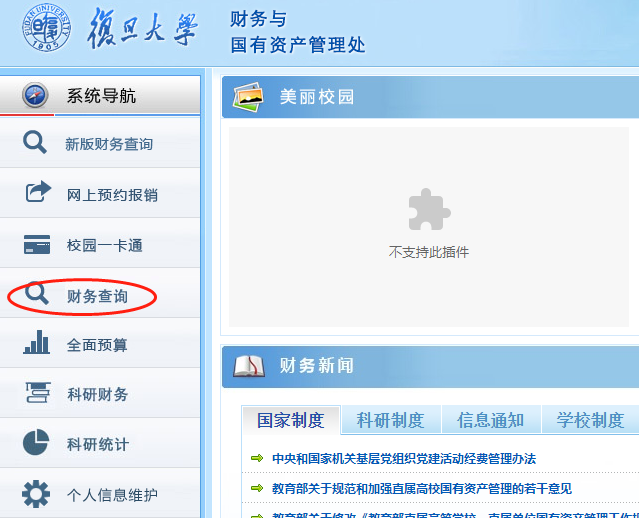 FUDAN UNIVERSITY
1905
復旦大學
财务与
国有资产管理处
系统导航
新版财务查询
网上预约报销
校园一卡通
财务查询
全面预算
科研财务
科研统计
个人信息维护
美丽校园
不支持此插件
财务新闻
国家制度 科研制度 信息通知 学校制度
中央和国家机关基层党组织党建活动经费管理办法
教育部关于规范和加强直属高校国有资产管理的若干意见